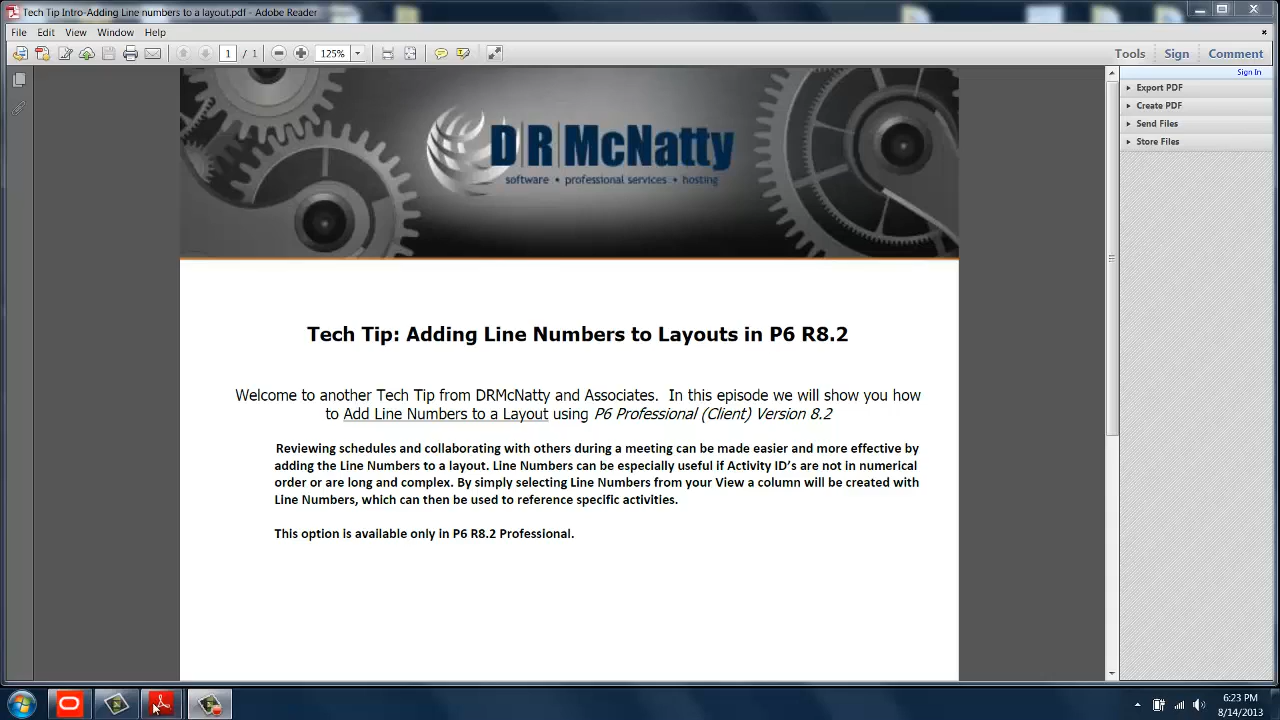 Tech Tip Intro-Adding Line numbers to a layout.pdf - Adobe Reader
File Edit View Window Help
1 / 1 125% Tools Sign Comment
Sign In
Export PDF
Create PDF
Send Files
Store Files
D R McNatty
software • professional services • hosting
Tech Tip: Adding Line Numbers to Layouts in P6 R8.2
Welcome to another Tech Tip from DRMcNatty and Associates. In this episode we will show you how
to Add Line Numbers to a Layout using P6 Professional (Client) Version 8.2
Reviewing schedules and collaborating with others during a meeting can be made easier and more effective by
adding the Line Numbers to a layout. Line Numbers can be especially useful if Activity ID’s are not in numerical
order or are long and complex. By simply selecting Line Numbers from your View a column will be created with
Line Numbers, which can then be used to reference specific activities.
This option is available only in P6 R8.2 Professional.
6:23 PM
8/14/2013